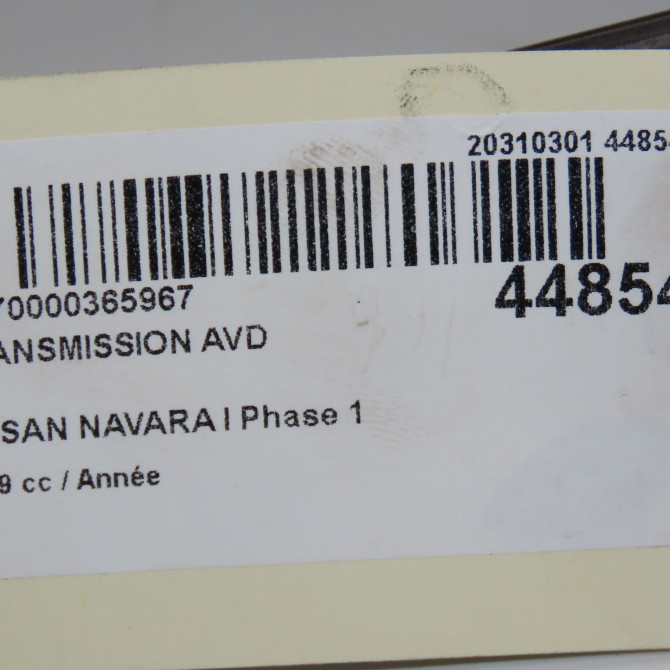 20310301 44854
70000365967
44854
ANSMISSION AVD
SAN NAVARA I Phase 1
9 cc / Année